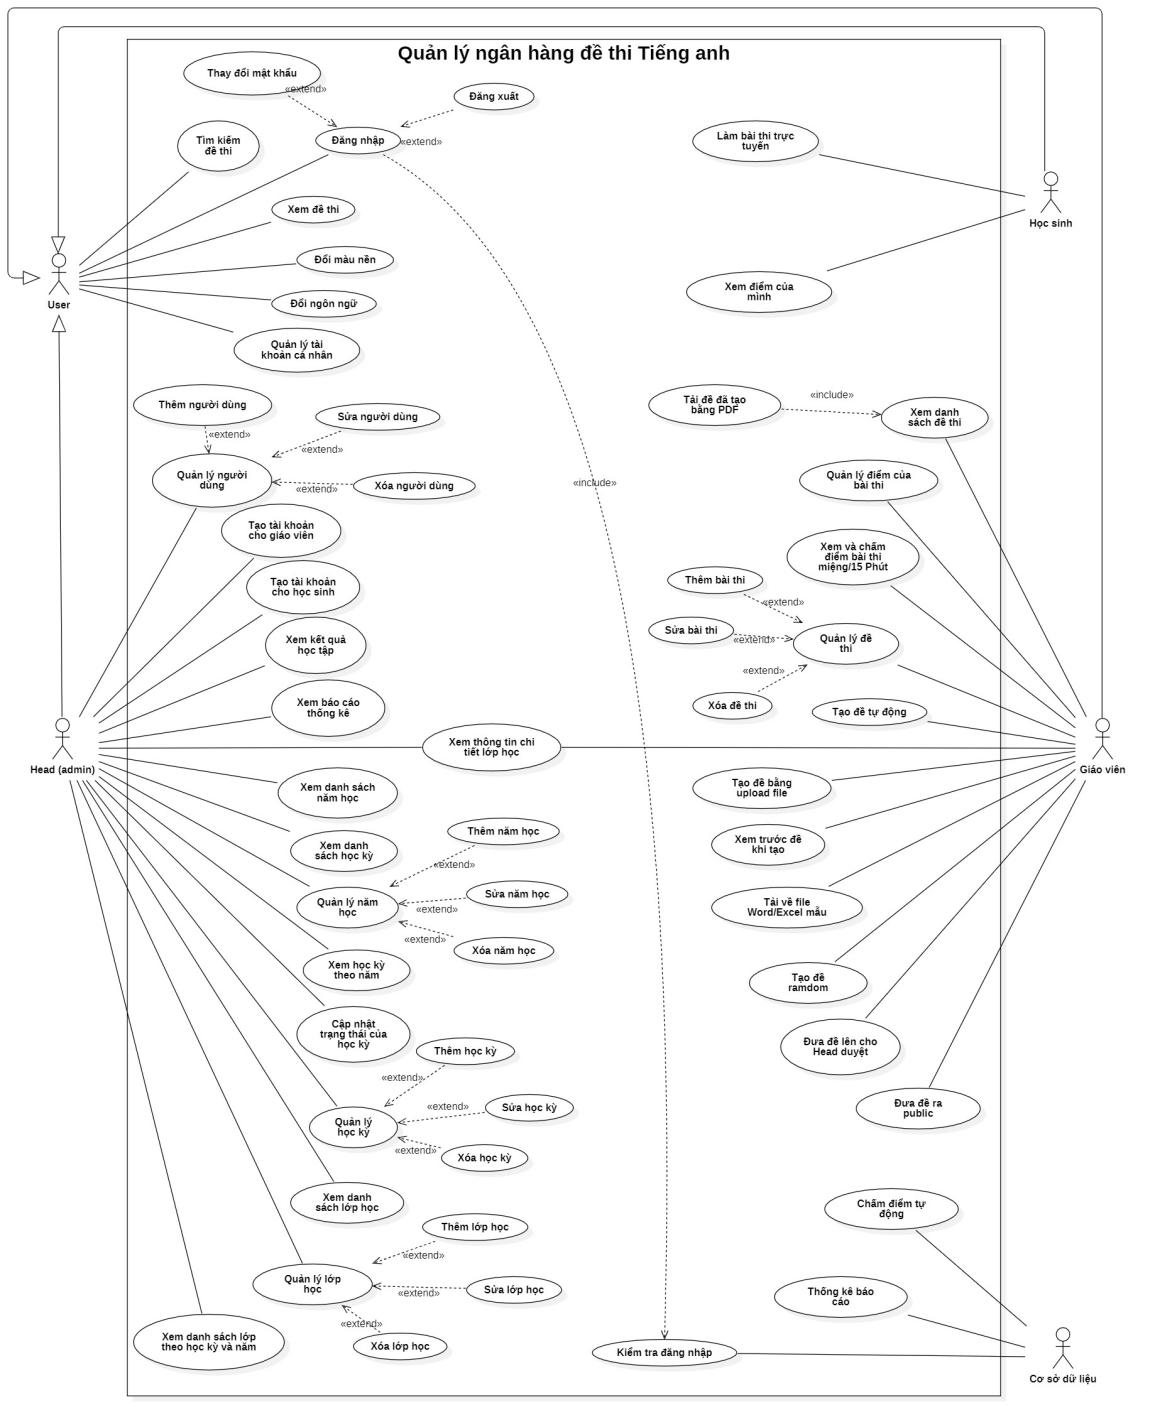 Quản lý ngân hàng đề thi Tiếng anh
Thay đổi mật khẩu
«extend»
Đăng xuất
«extend»
Đăng nhập
Tìm kiếm
đề thi
Xem đề thi
Đổi màu nền
Đổi ngôn ngữ
Quản lý tài
khoản cá nhân
User
Làm bài thi trực
tuyến
Xem điểm của
mình
Học sinh
Thêm người dùng
«extend»
Sửa người dùng
«extend»
Quản lý người
dùng
Xóa người dùng
«extend»
«include»
Tạo tài khoản
cho giáo viên
Tạo tài khoản
cho học sinh
Xem kết quả
học tập
Xem báo cáo
thống kê
Xem thông tin chi
tiết lớp học
Head (admin)
Xem danh sách
năm học
Xem danh
sách học kỳ
Thêm năm học
«extend»
Quản lý năm
học
Sửa năm học
«extend»
Xóa năm học
«extend»
Xem học kỳ
theo năm
Cập nhật
trạng thái của
học kỳ
Thêm học kỳ
«extend»
Quản lý
học kỳ
Sửa học kỳ
«extend»
Xóa học kỳ
«extend»
Xem danh
sách lớp học
Thêm lớp học
«extend»
Quản lý lớp
học
Sửa lớp học
«extend»
Xóa lớp học
«extend»
Xem danh sách lớp
theo học kỳ và năm
Tải đề đã tạo
bằng PDF
«include»
Xem danh
sách đề thi
Quản lý điểm của
bài thi
Xem và chấm
điểm bài thi
miệng/15 Phút
Thêm bài thi
«extend»
Sửa bài thi
«extend»
Quản lý đề
thi
«extend»
Xóa đề thi
Tạo đề tự động
Giáo viên
Tạo đề bằng
upload file
Xem trước đề
khi tạo
Tải về file
Word/Excel mẫu
Tạo đề
ramdom
Đưa đề lên cho
Head duyệt
Đưa đề ra
public
Chấm điểm tự
động
Thống kê báo
cáo
Kiểm tra đăng nhập
Cơ sở dữ liệu